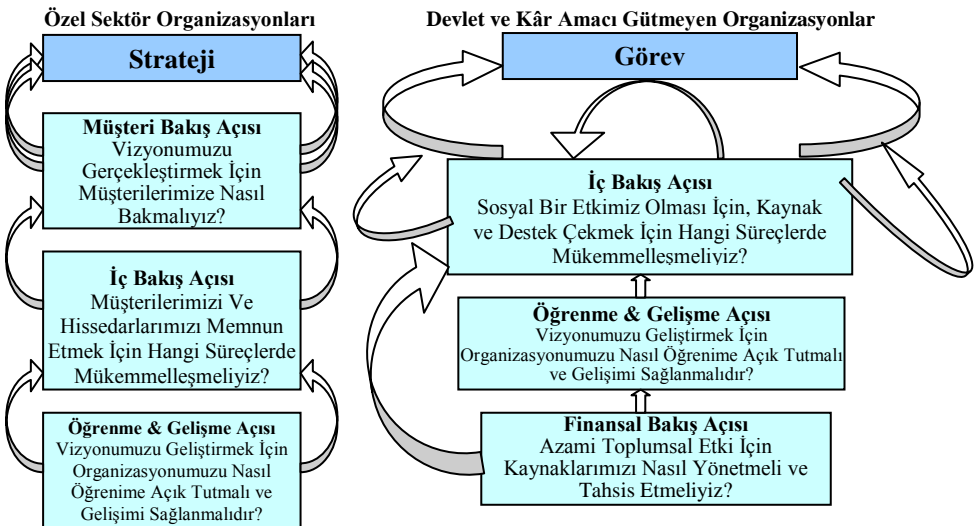 Özel Sektör Organizasyonları
Strateji
Müşteri Bakış Açısı
Vizyonumuzu
Gerçekleştirmek İçin
Müşterilerimize Nasıl
Bakmalıyız?
İç Bakış Açısı
Müşterilerimizi Ve
Hissedarlarımızı Memnun
Etmek İçin Hangi Süreçlerde
Mükemmelleşmeliyiz?
Öğrenme & Gelişme Açısı
Vizyonumuzu Geliştirmek İçin
Organizasyonumuzu Nasıl
Öğrenime Açık Tutmalı ve
Gelişimi Sağlanmalıdır?
Devlet ve Kâr Amacı Gütmeyen Organizasyonlar
Görev
İç Bakış Açısı
Sosyal Bir Etkimiz Olması İçin, Kaynak
ve Destek Çekmek İçin Hangi Süreçlerde
Mükemmelleşmeliyiz?
Öğrenme & Gelişme Açısı
Vizyonumuzu Geliştirmek İçin
Organizasyonumuzu Nasıl Öğrenime Açık Tutmalı
ve Gelişimi Sağlanmalıdır?
Finansal Bakış Açısı
Azami Toplumsal Etki İçin
Kaynaklarımızı Nasıl Yönetmeli ve
Tahsis Etmeliyiz?